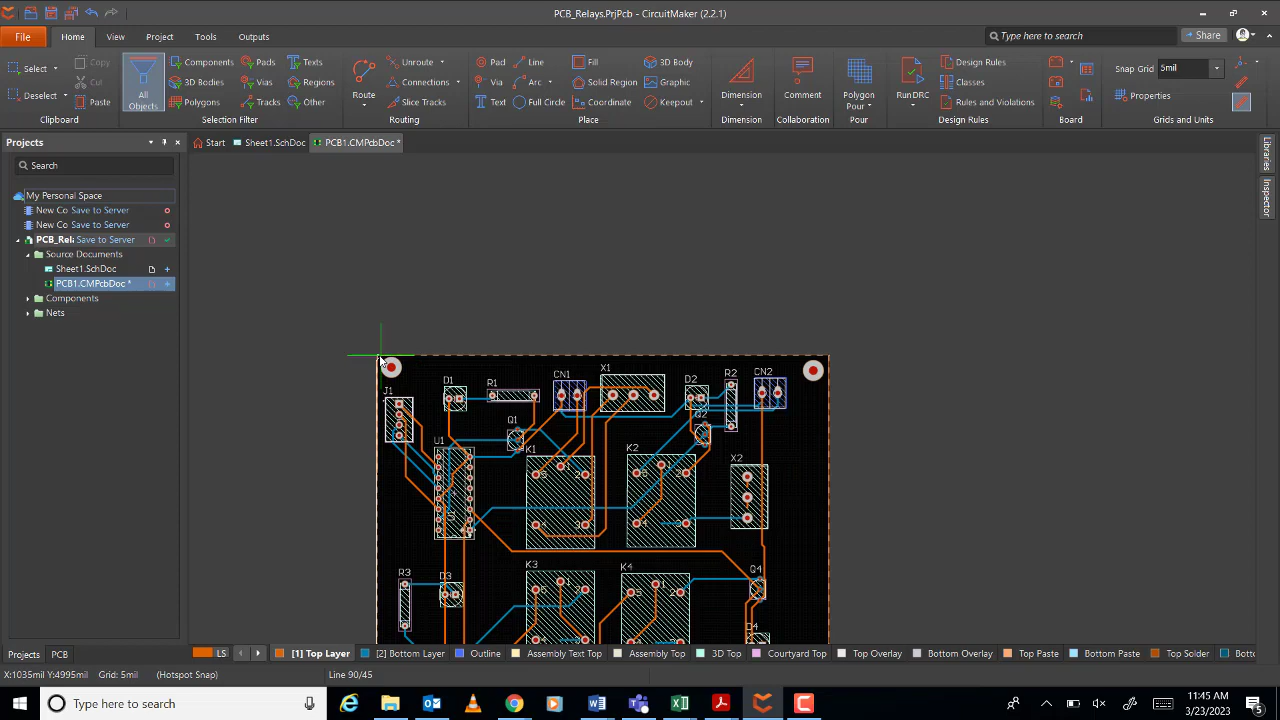 PCB_Relays.PrjPcb - CircuitMaker (2.2.1)
File Home View Project Tools Outputs
Type here to search Share
Select Copy All Objects Components Pads Texts Route Unroute Pad Line Fill 3D Body Dimension Comment Polygon Pour RunDRC Design Rules Snap Grid 5mil
3D Bodies Vias Regions Connections Via Arc Solid Region Graphic Classes
Deselect Paste Polygons Tracks Other Slice Tracks Text Full Circle Coordinate Keepout Rules and Violations Properties
Clipboard Selection Filter Routing Place Dimension Collaboration Pour Design Rules Board Grids and Units
Projects Start Sheet1.SchDoc PCB1.CMPcbDoc *
Search
My Personal Space
New Co Save to Server
New Co Save to Server
PCB_Rel Save to Server
Source Documents
Sheet1.SchDoc
PCB1.CMPcbDoc *
Components
Nets
Libraries
Inspector
J1 D1 R1 CN1 X1 D2 R2 CN2
Q1 Q2
U1 K1 K2 X2
R3 D3 K3 K4 Q4
D4
Projects PCB LS [1] Top Layer [2] Bottom Layer Outline Assembly Text Top Assembly Top 3D Top Courtyard Top Top Overlay Bottom Overlay Top Paste Bottom Paste Top Solder Botto
X:1035mil Y:4995mil Grid: 5mil (Hotspot Snap) Line 90/45
Type here to search
11:45 AM
3/23/2023